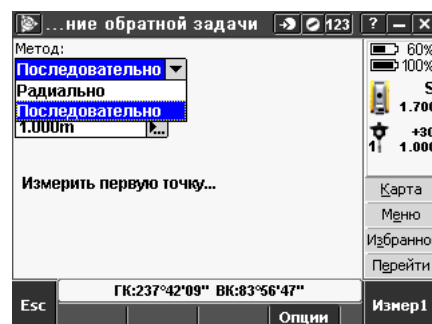 ...ние обратной задачи 123 ? – X
Метод:
Последовательно
Радиально
Последовательно
1.000m
Измерить первую точку...
60%
100%
S
1.700
+30
1 1.000
Карта
Меню
Избранно
Перейти
ГК:237°42'09" ВК:83°56'47"
Esc
Опции
Измер1